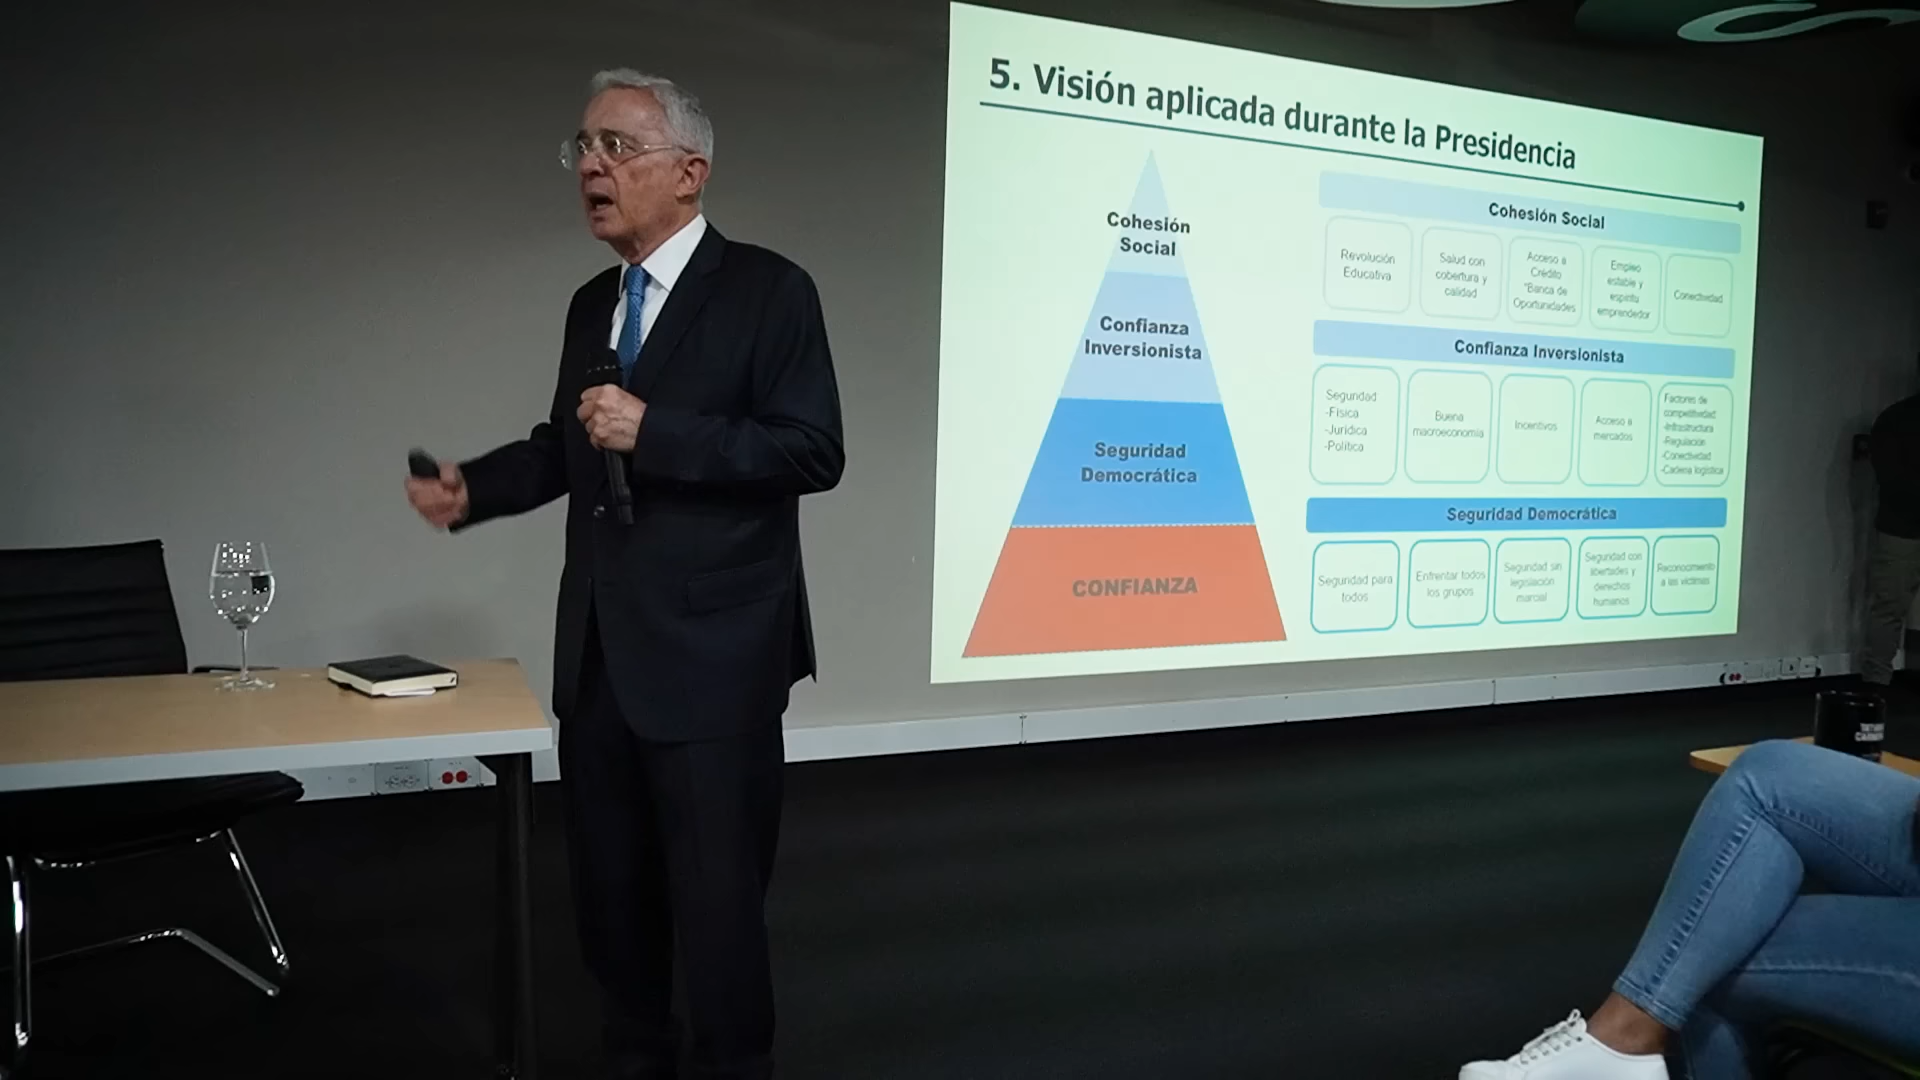 5. Visión aplicada durante la Presidencia
Cohesión
Social
Confianza
Inversionista
Seguridad
Democrática
CONFIANZA
Cohesión Social
Revolución
Educativa
Salud con
cobertura y
calidad
Acceso a
Crédito
"Banca de
Oportunidades
Empleo
estable y
espíritu
emprendedor
Conectividad
Confianza Inversionista
Seguridad
-Física
-Jurídica
-Política
Buena
macroeconomía
Incentivos
Acceso a
mercados
Factores de
competitividad:
-Infraestructura
-Regulación
-Conectividad
-Cadena logística
Seguridad Democrática
Seguridad para
todos
Enfrentar todos
los grupos
Seguridad sin
legislación
marcial
Seguridad con
libertades y
derechos
humanos
Reconocimiento
a las víctimas